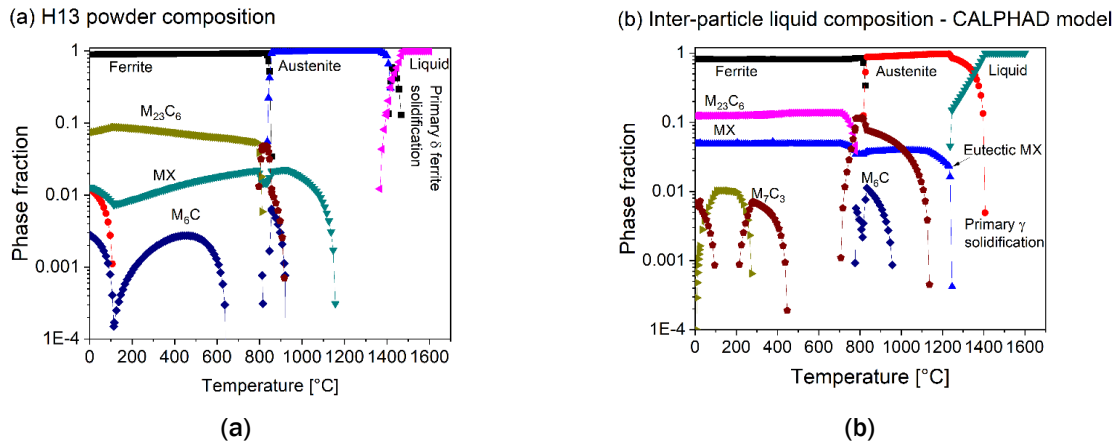 (a) H13 powder composition
1
0.1
0.01
0.001
1E-4
Phase fraction
Ferrite
Austenite
Liquid
Primary δ ferrite
solidification
M23C6
MX
M6C
0 200 400 600 800 1000 1200 1400 1600
Temperature [°C]
(a)
(b) Inter-particle liquid composition - CALPHAD model
1
0.1
0.01
0.001
1E-4
Phase fraction
Ferrite
Austenite
Liquid
M23C6
MX
Eutectic MX
M7C3
M6C
Primary γ
solidification
0 200 400 600 800 1000 1200 1400 1600
Temperature [°C]
(b)